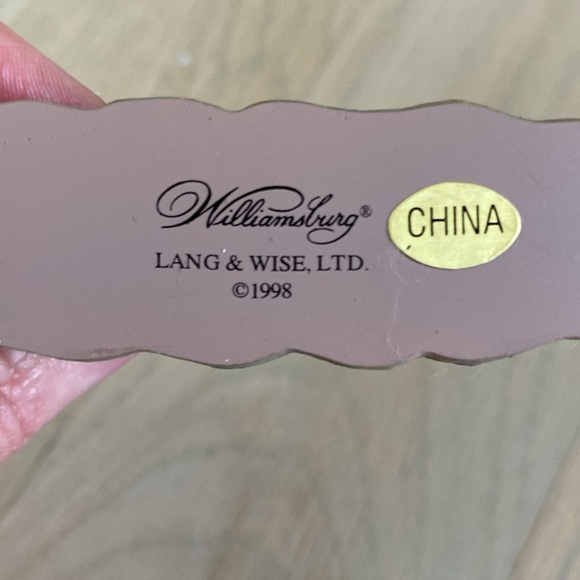 Williamsburg®
CHINA
LANG & WISE, LTD.
©1998